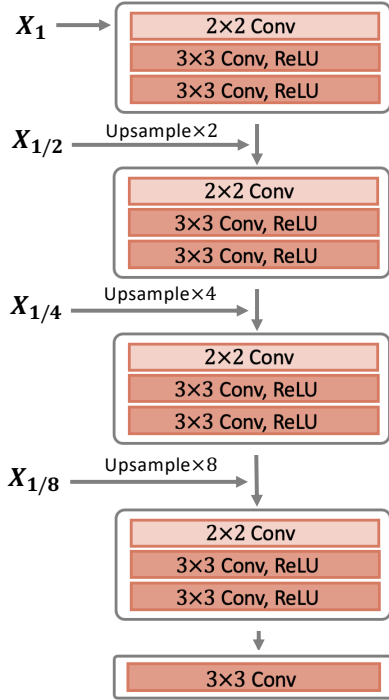 X₁
2×2 Conv
3×3 Conv, ReLU
3×3 Conv, ReLU
Upsample×2
X₁/₂
2×2 Conv
3×3 Conv, ReLU
3×3 Conv, ReLU
Upsample×4
X₁/₄
2×2 Conv
3×3 Conv, ReLU
3×3 Conv, ReLU
Upsample×8
X₁/₈
2×2 Conv
3×3 Conv, ReLU
3×3 Conv, ReLU
3×3 Conv